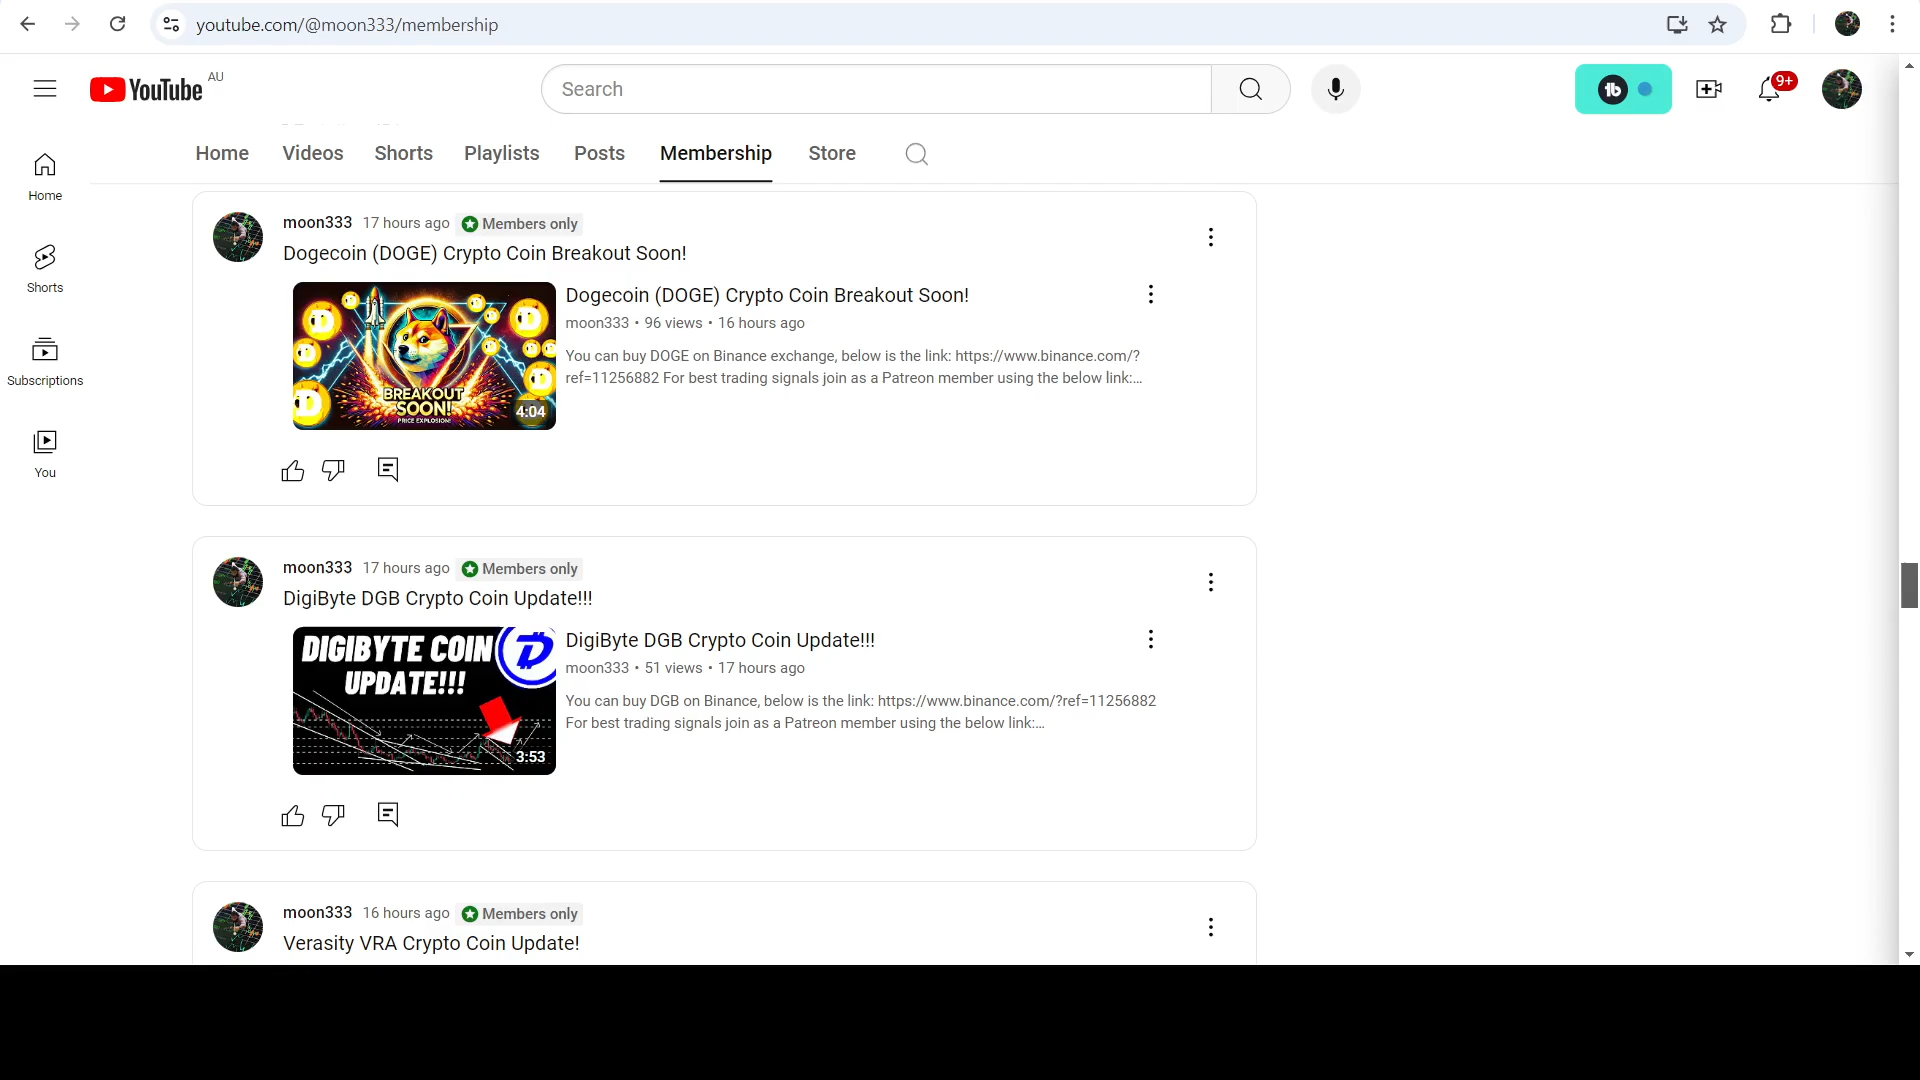 youtube.com/@moon333/membership
YouTube AU
Search
9+
Home
Videos
Shorts
Playlists
Posts
Membership
Store
Home
Shorts
Subscriptions
You
moon333 17 hours ago Members only
Dogecoin (DOGE) Crypto Coin Breakout Soon!
BREAKOUT
SOON!
PRICE EXPLOSION!
4:04
Dogecoin (DOGE) Crypto Coin Breakout Soon!
moon333 • 96 views • 16 hours ago
You can buy DOGE on Binance exchange, below is the link: https://www.binance.com/?
ref=11256882 For best trading signals join as a Patreon member using the below link:...
moon333 17 hours ago Members only
DigiByte DGB Crypto Coin Update!!!
DIGIBYTE COIN
UPDATE!!!
3:53
DigiByte DGB Crypto Coin Update!!!
moon333 • 51 views • 17 hours ago
You can buy DGB on Binance, below is the link: https://www.binance.com/?ref=11256882
For best trading signals join as a Patreon member using the below link:...
moon333 16 hours ago Members only
Verasity VRA Crypto Coin Update!